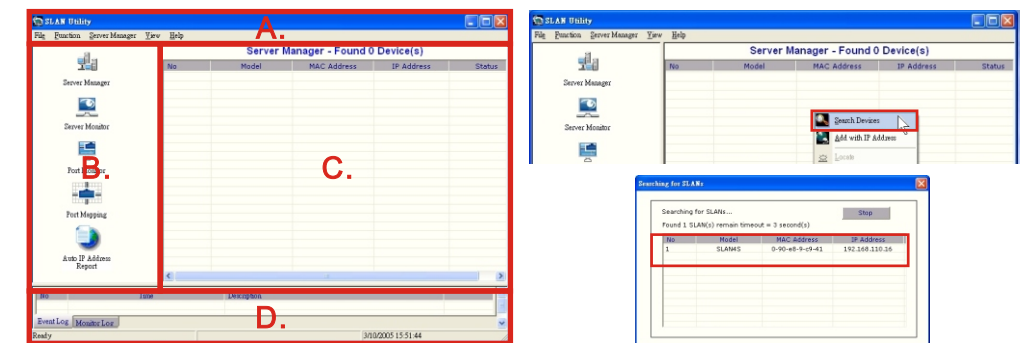 SLAN Utility
File Function Server Manager View Help
A.
Server Manager - Found 0 Device(s)
No Model MAC Address IP Address Status
Server Manager
Server Monitor
Port Monitor
B.
Port Mapping
Auto IP Address
Report
C.
No Time Description
D.
Event Log Monitor Log
Ready 3/10/2005 15:51:44
SLAN Utility
File Function Server Manager View Help
Server Manager - Found 0 Device(s)
No Model MAC Address IP Address Status
Server Manager
Server Monitor
Search Devices
Add with IP Address
Locate
Searching for SLANs
Searching for SLANs...
Stop
Found 1 SLAN(s) remain timeout = 3 second(s)
No Model MAC Address IP Address
1 SLAN4S 0-90-e8-9-c9-41 192.168.110.16